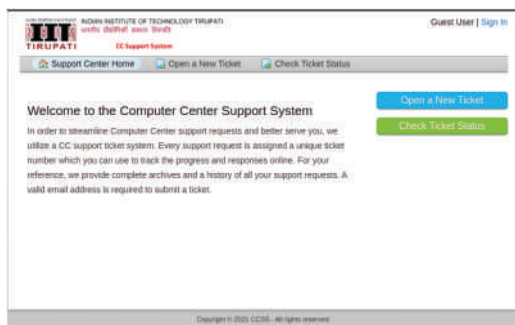 INDIAN INSTITUTE OF TECHNOLOGY TIRUPATI
Guest User | Sign In
TIRUPATI
CC Support System
Support Center Home
Open a New Ticket
Check Ticket Status
Welcome to the Computer Center Support System
In order to streamline Computer Center support requests and better serve you, we
utilize a CC support ticket system. Every support request is assigned a unique ticket
number which you can use to track the progress and responses online. For your
reference, we provide complete archives and a history of all your support requests. A
valid email address is required to submit a ticket.
Open a New Ticket
Check Ticket Status
Copyright © 2021 CCSS - All rights reserved